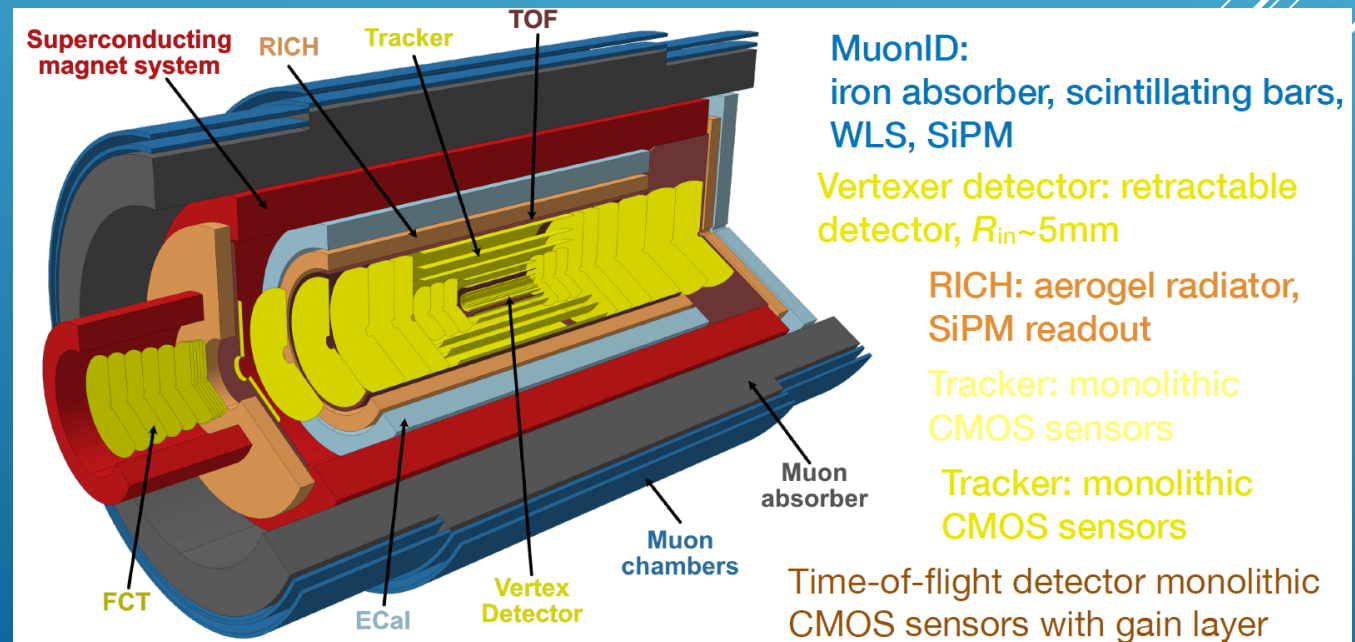 Superconducting
magnet system
RICH
Tracker
TOF
FCT
ECal
Vertex
Detector
Muon
chambers
Muon
absorber
MuonID:
iron absorber, scintillating bars,
WLS, SiPM
Vertexer detector: retractable
detector, Rin~5mm
RICH: aerogel radiator,
SiPM readout
Tracker: monolithic
CMOS sensors
Tracker: monolithic
CMOS sensors
Time-of-flight detector monolithic
CMOS sensors with gain layer